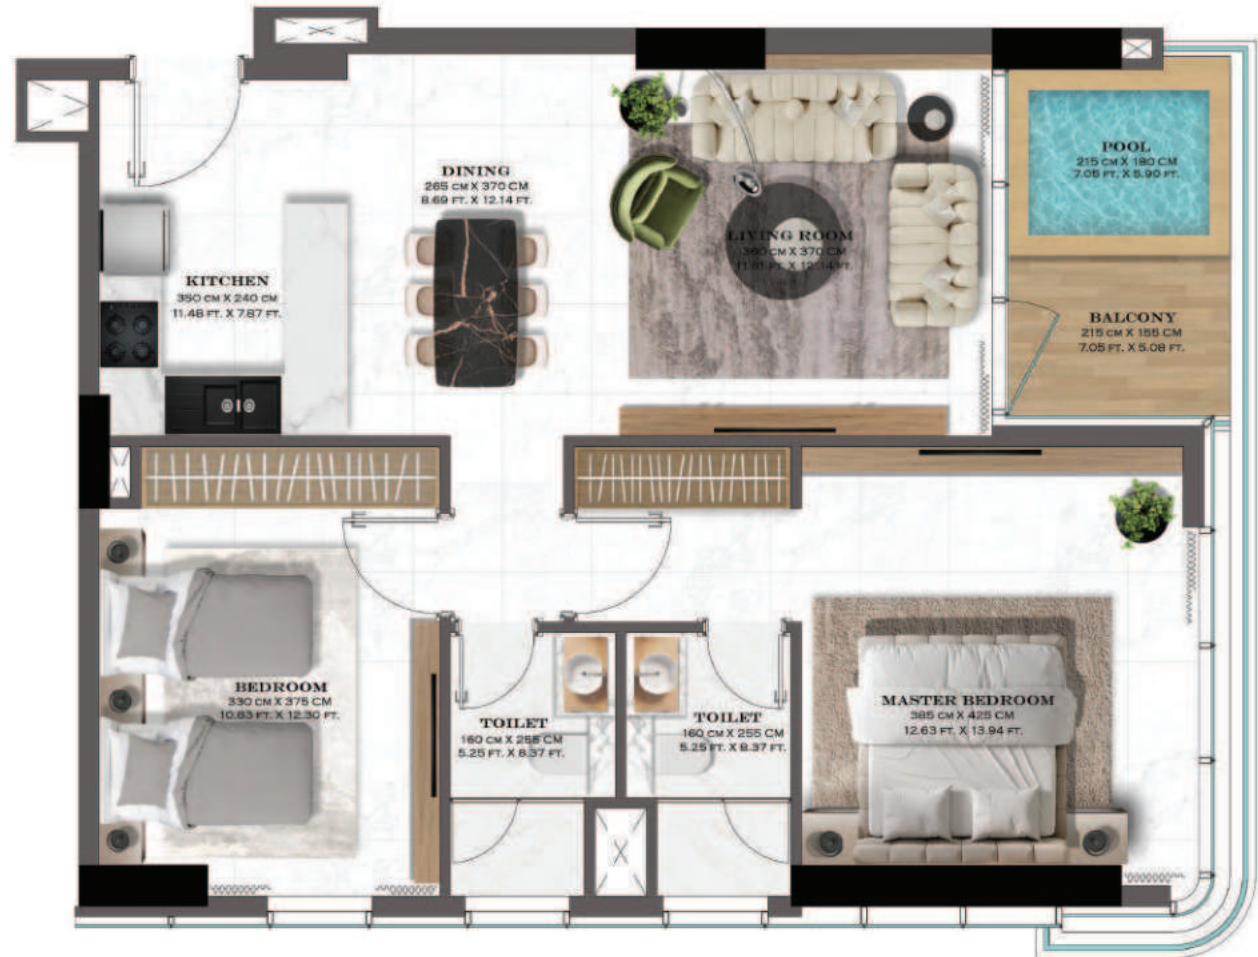 DINING
265 CM X 370 CM
8.69 FT. X 12.14 FT.
POOL
215 CM X 180 CM
7.05 FT. X 5.90 FT.
LIVING ROOM
360 CM X 370 CM
11.81 FT. X 12.14 FT.
KITCHEN
350 CM X 240 CM
11.48 FT. X 7.87 FT.
BALCONY
215 CM X 155 CM
7.05 FT. X 5.08 FT.
BEDROOM
330 CM X 375 CM
10.83 FT. X 12.30 FT.
TOILET
160 CM X 255 CM
5.25 FT. X 8.37 FT.
TOILET
160 CM X 255 CM
5.25 FT. X 8.37 FT.
MASTER BEDROOM
385 CM X 425 CM
12.63 FT. X 13.94 FT.